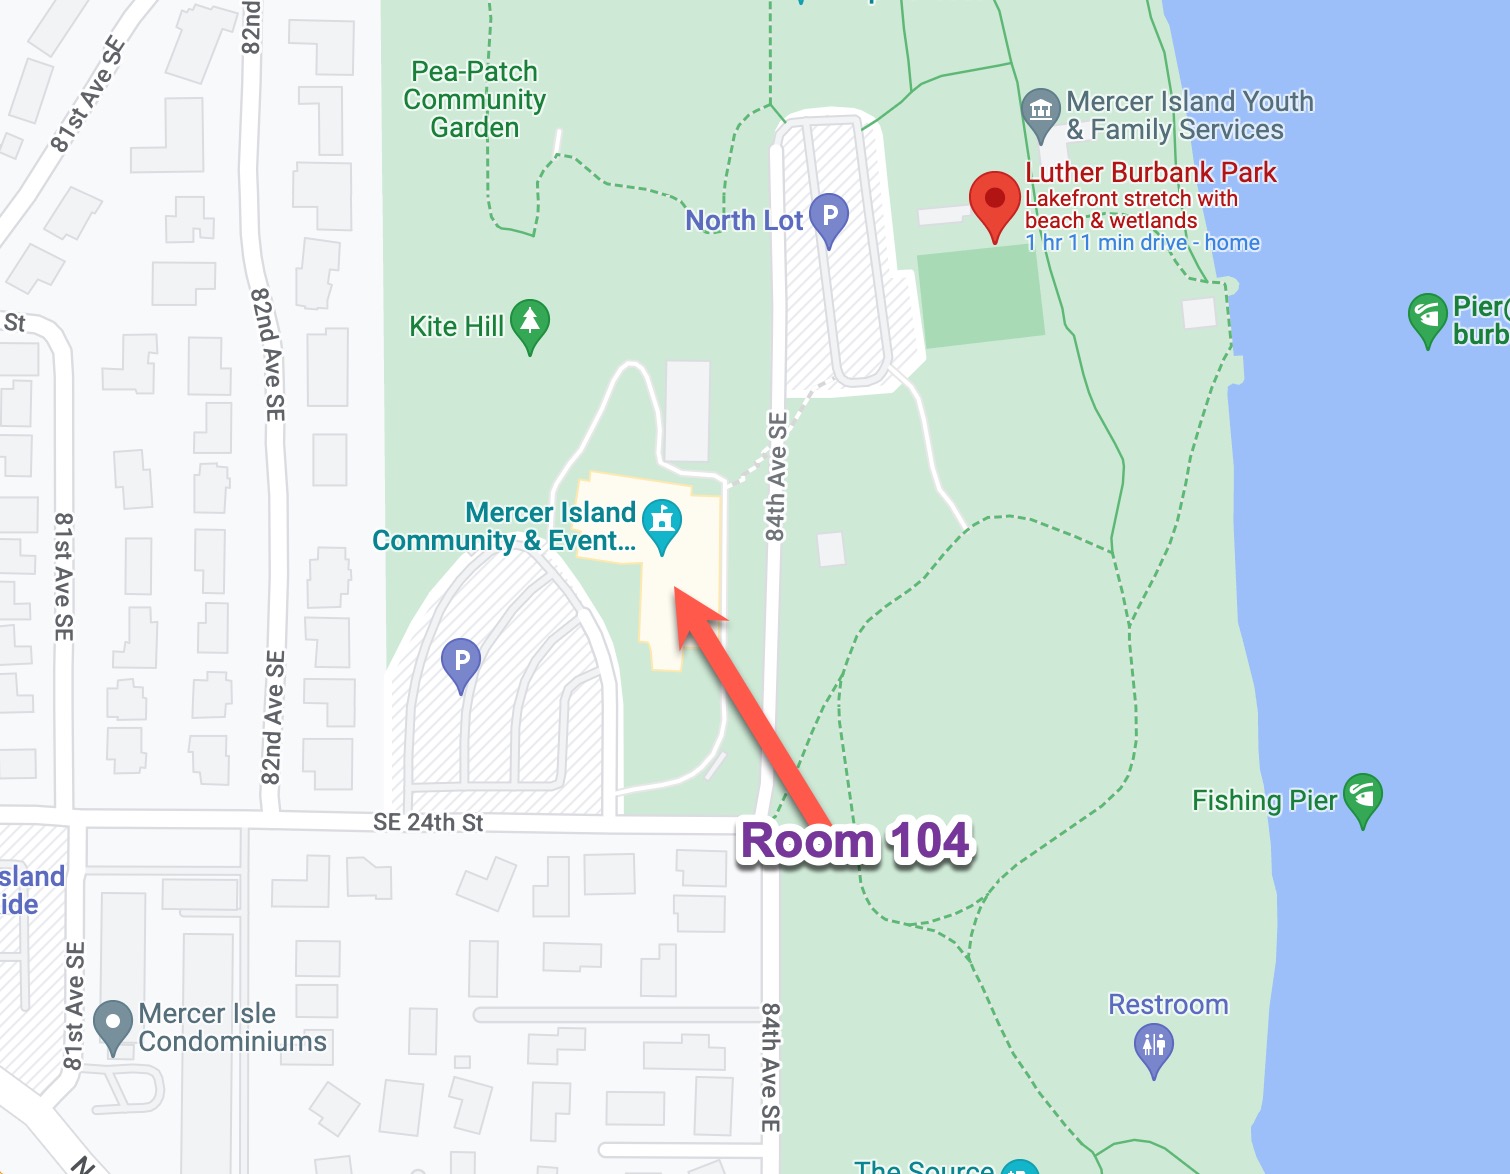 82nd
81st Ave SE
Pea-Patch
Community
Garden
Mercer Island Youth
& Family Services
Luther Burbank Park
Lakefront stretch with
beach & wetlands
1 hr 11 min drive - home
North Lot
P
St
82nd Ave SE
Kite Hill
Pier@
burb
84th Ave SE
Mercer Island
Community & Event...
81st Ave SE
P
82nd Ave SE
Fishing Pier
SE 24th St
Room 104
sland
ide
81st Ave SE
Mercer Isle
Condominiums
84th Ave SE
Restroom
N
The Source